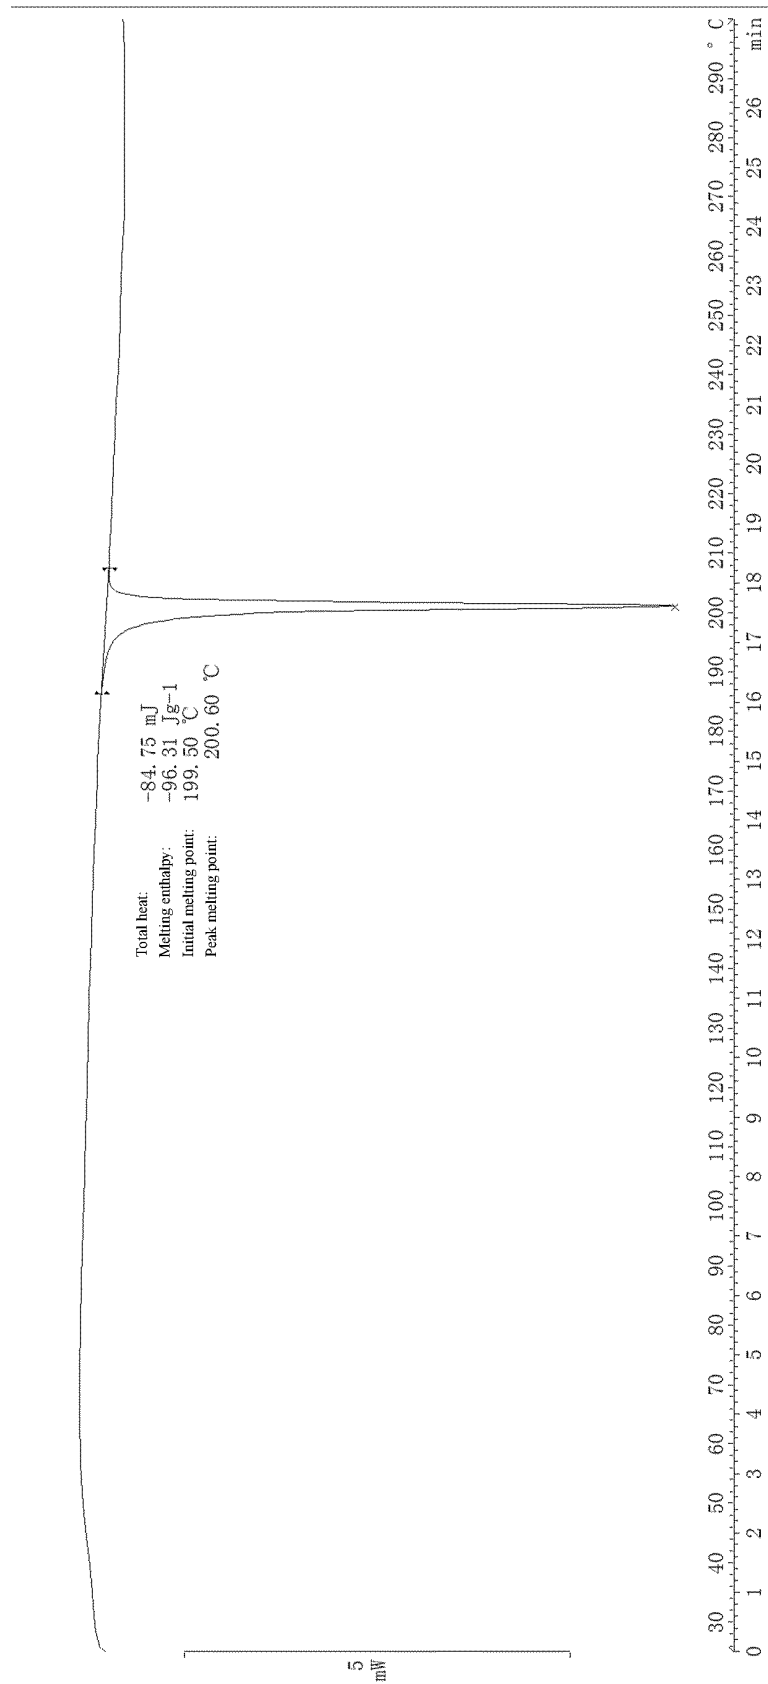 Total heat: -84.75 mJ
Melting enthalpy: -96.31 Jg-1
Initial melting point: 199.50 °C
Peak melting point: 200.60 °C
5
mW
30 40 50 60 70 80 90 100 110 120 130 140 150 160 170 180 190 200 210 220 230 240 250 260 270 280 290 ° C
0 1 2 3 4 5 6 7 8 9 10 11 12 13 14 15 16 17 18 19 20 21 22 23 24 25 26 min